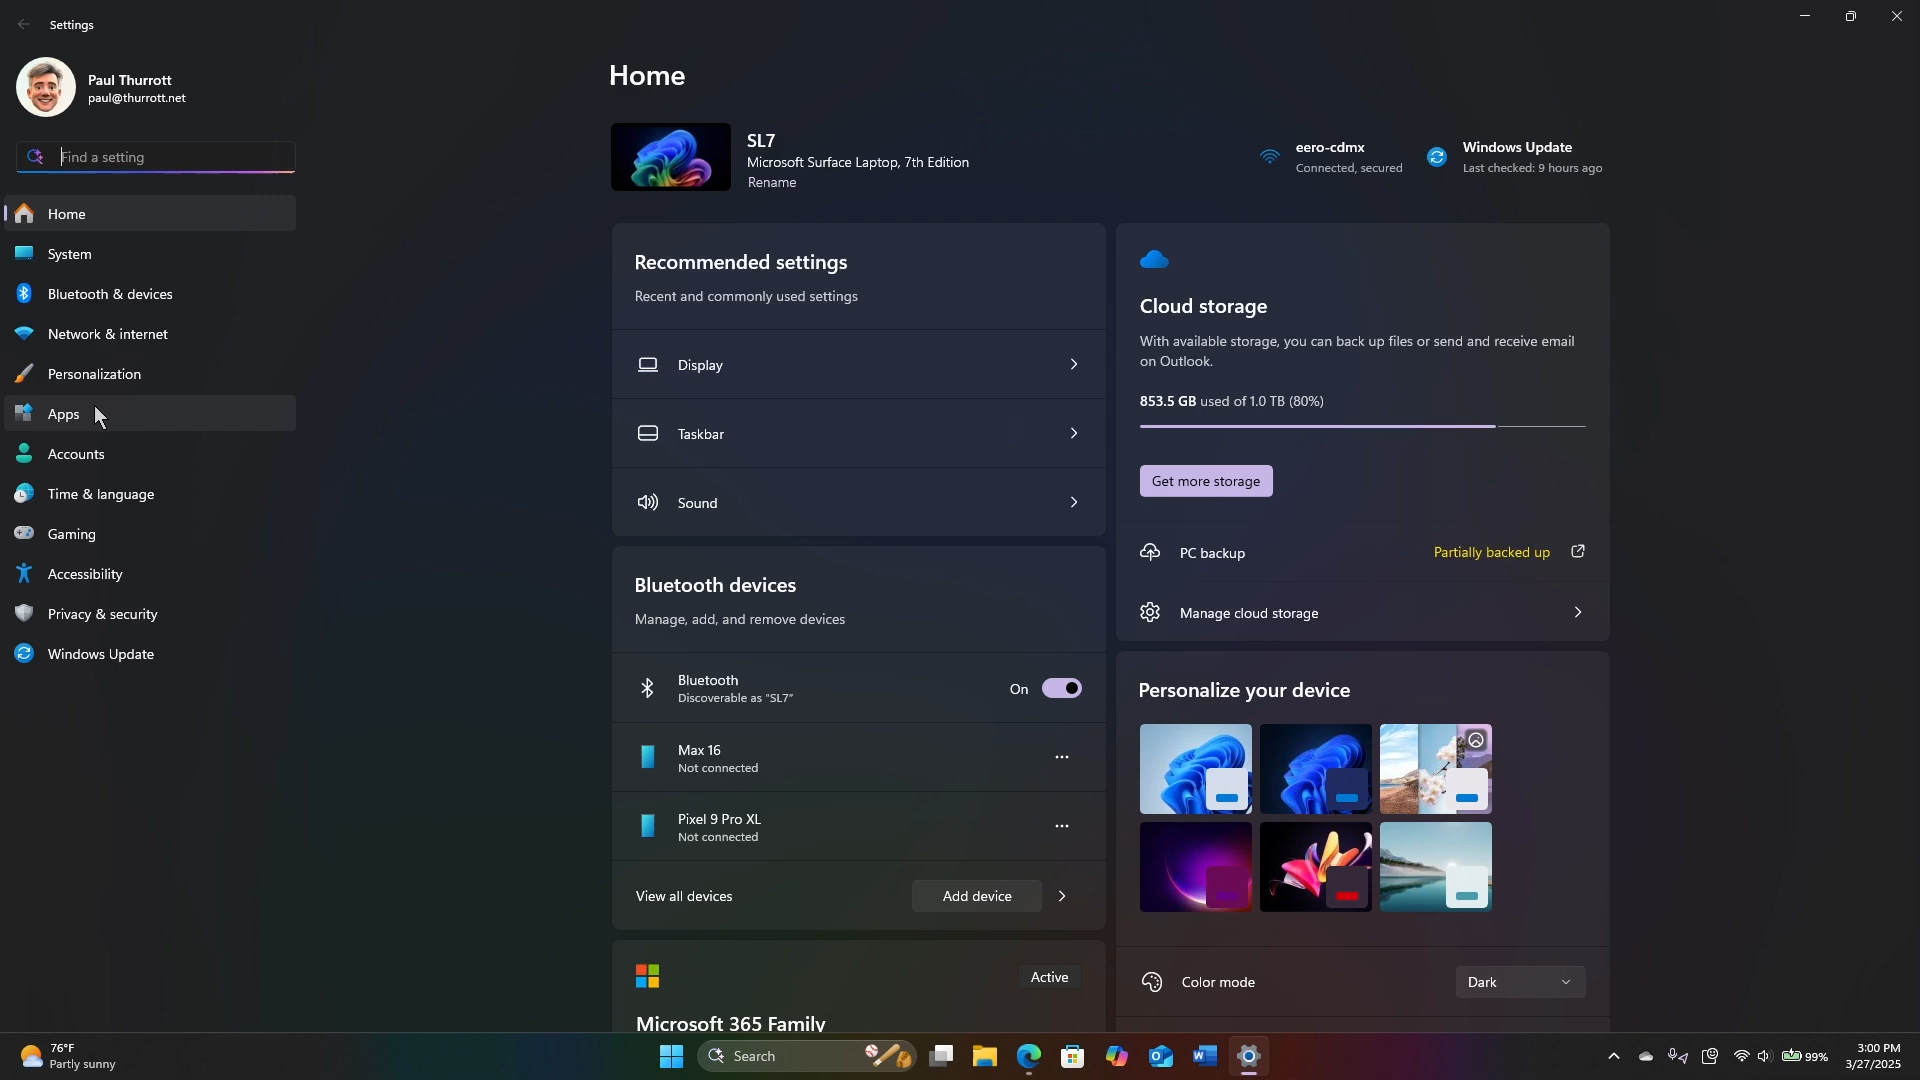 Settings
Paul Thurrott
paul@thurrott.net
Find a setting
Home
System
Bluetooth & devices
Network & internet
Personalization
Apps
Accounts
Time & language
Gaming
Accessibility
Privacy & security
Windows Update
Home
SL7
Microsoft Surface Laptop, 7th Edition
Rename
eero-cdmx
Connected, secured
Windows Update
Last checked: 9 hours ago
Recommended settings
Recent and commonly used settings
Display
Taskbar
Sound
Bluetooth devices
Manage, add, and remove devices
Bluetooth
Discoverable as "SL7"
On
Max 16
Not connected
Pixel 9 Pro XL
Not connected
View all devices
Add device
Active
Microsoft 365 Family
Cloud storage
With available storage, you can back up files or send and receive email
on Outlook.
853.5 GB used of 1.0 TB (80%)
Get more storage
PC backup
Partially backed up
Manage cloud storage
Personalize your device
Color mode
Dark
76°F
Partly sunny
Search
99%
3:00 PM
3/27/2025